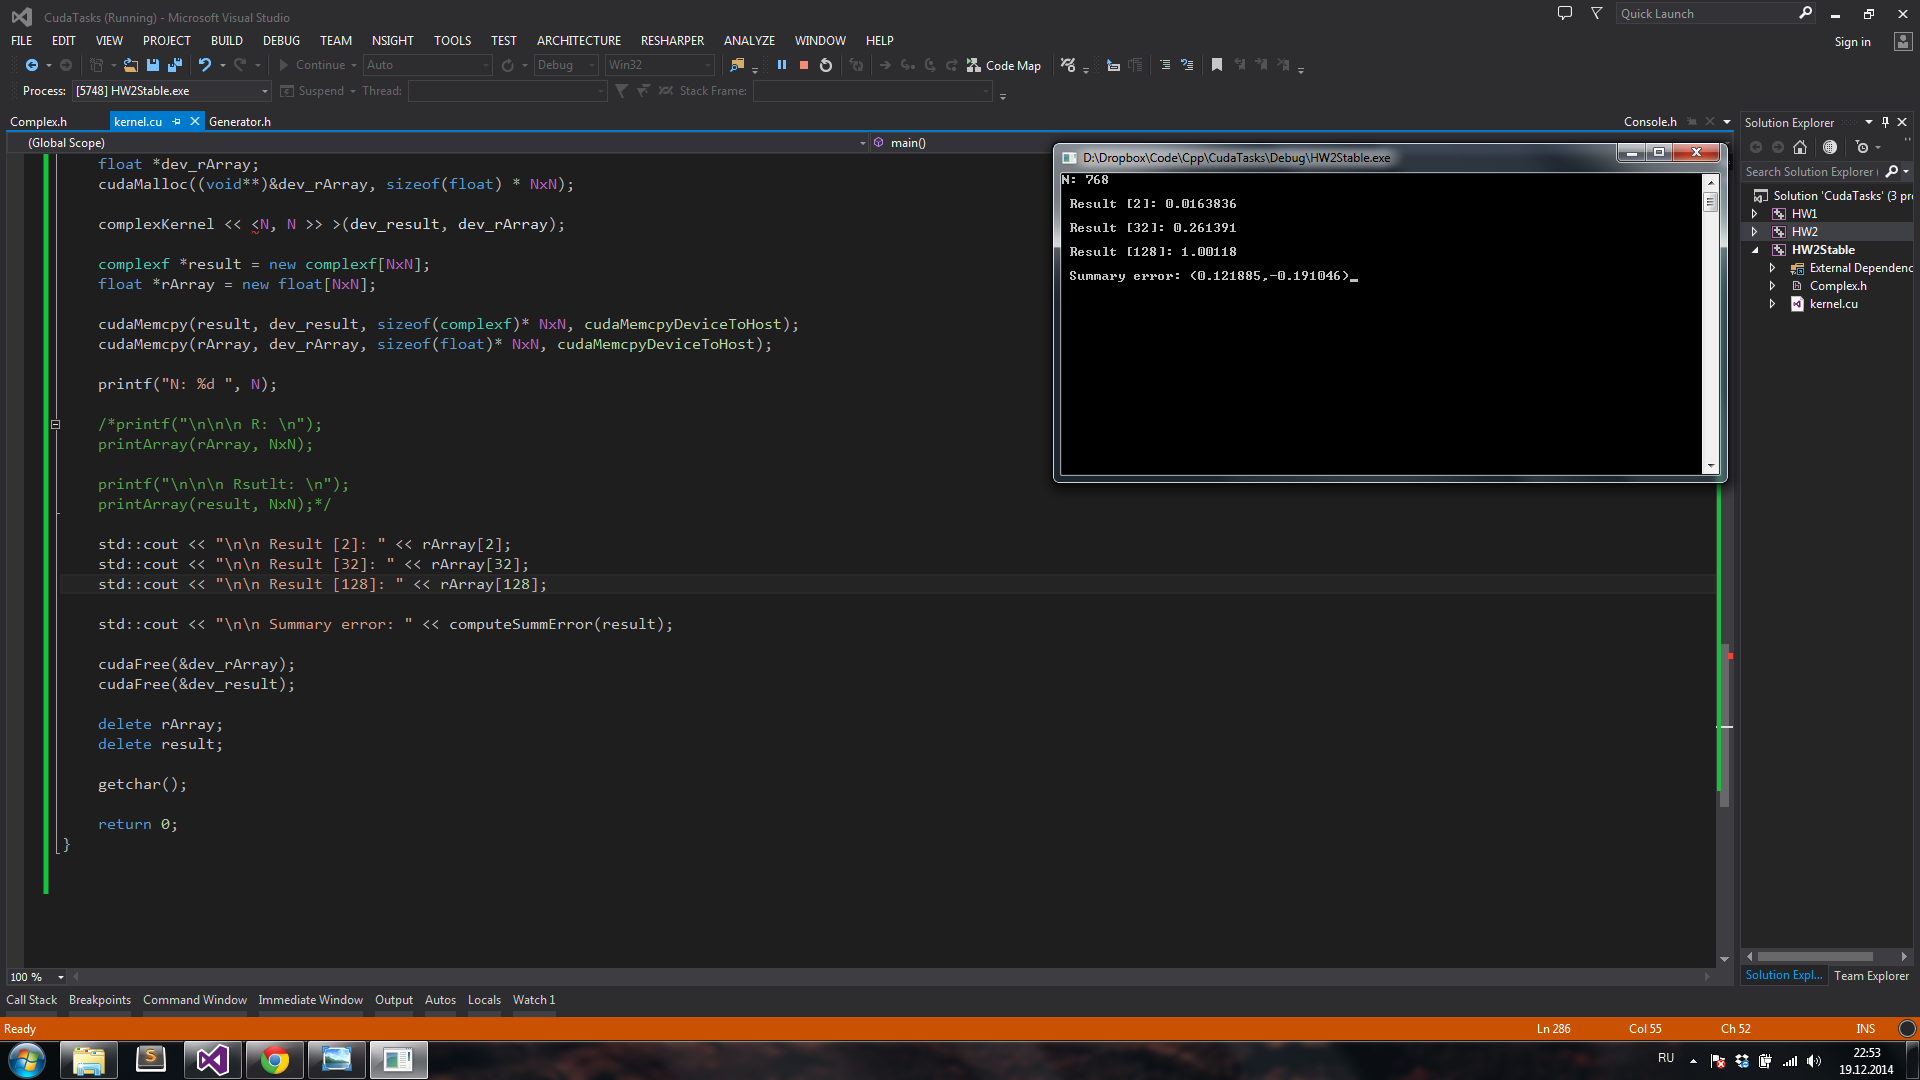 CudaTasks (Running) - Microsoft Visual Studio
Quick Launch
FILE EDIT VIEW PROJECT BUILD DEBUG TEAM NSIGHT TOOLS TEST ARCHITECTURE RESHARPER ANALYZE WINDOW HELP
Sign in
Continue Auto Debug Win32 Code Map
Process: [5748] HW2Stable.exe Suspend Thread: Stack Frame:
Complex.h kernel.cu Generator.h Console.h
(Global Scope) main()
float *dev_rArray;
cudaMalloc((void**)&dev_rArray, sizeof(float) * NxN);
complexKernel << <N, N >> >(dev_result, dev_rArray);
complexf *result = new complexf[NxN];
float *rArray = new float[NxN];
cudaMemcpy(result, dev_result, sizeof(complexf)* NxN, cudaMemcpyDeviceToHost);
cudaMemcpy(rArray, dev_rArray, sizeof(float)* NxN, cudaMemcpyDeviceToHost);
printf("N: %d ", N);
/*printf("\n\n\n R: \n");
printArray(rArray, NxN);
printf("\n\n\n Rsutlt: \n");
printArray(result, NxN);*/
std::cout << "\n\n Result [2]: " << rArray[2];
std::cout << "\n\n Result [32]: " << rArray[32];
std::cout << "\n\n Result [128]: " << rArray[128];
std::cout << "\n\n Summary error: " << computeSummError(result);
cudaFree(&dev_rArray);
cudaFree(&dev_result);
delete rArray;
delete result;
getchar();
return 0;
}
D:\Dropbox\Code\Cpp\CudaTasks\Debug\HW2Stable.exe
N: 768
Result [2]: 0.0163836
Result [32]: 0.261391
Result [128]: 1.00118
Summary error: (0.121885,-0.191046)_
Solution Explorer
Search Solution Explorer (
Solution 'CudaTasks' (3 pr
HW1
HW2
HW2Stable
External Dependenc
Complex.h
kernel.cu
Solution Expl... Team Explorer
100 %
Call Stack Breakpoints Command Window Immediate Window Output Autos Locals Watch 1
Ready Ln 286 Col 55 Ch 52 INS
RU
22:53
19.12.2014